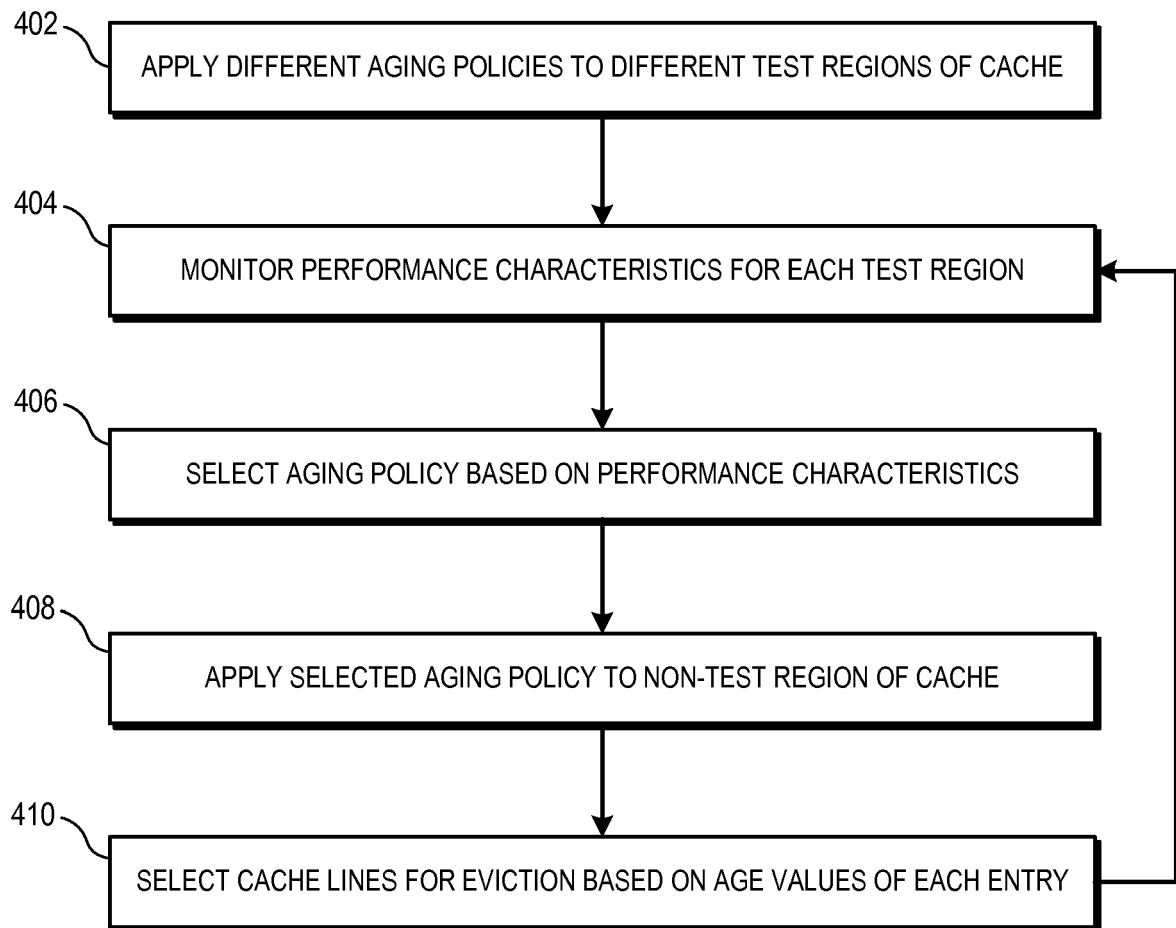 402
APPLY DIFFERENT AGING POLICIES TO DIFFERENT TEST REGIONS OF CACHE
404
MONITOR PERFORMANCE CHARACTERISTICS FOR EACH TEST REGION
406
SELECT AGING POLICY BASED ON PERFORMANCE CHARACTERISTICS
408
APPLY SELECTED AGING POLICY TO NON-TEST REGION OF CACHE
410
SELECT CACHE LINES FOR EVICTION BASED ON AGE VALUES OF EACH ENTRY